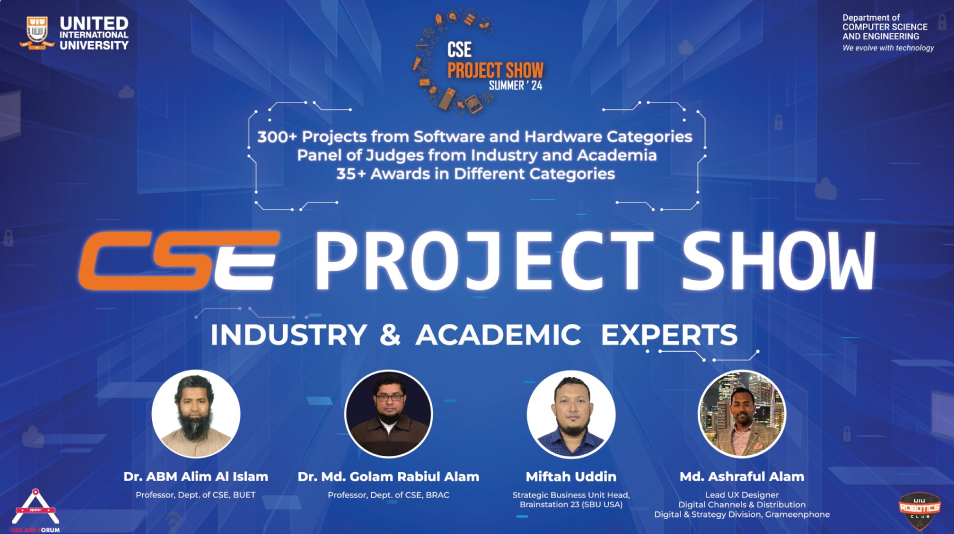 UNITED
INTERNATIONAL
UNIVERSITY
CSE
PROJECT SHOW
SUMMER ' 24
Department of
COMPUTER SCIENCE
AND ENGINEERING
We evolve with technology
300+ Projects from Software and Hardware Categories
Panel of Judges from Industry and Academia
35+ Awards in Different Categories
CSE PROJECT SHOW
INDUSTRY & ACADEMIC EXPERTS
Dr. ABM Alim Al Islam
Professor, Dept. of CSE, BUET
Dr. Md. Golam Rabiul Alam
Professor, Dept. of CSE, BRAC
Miftah Uddin
Strategic Business Unit Head,
Brainstation 23 (SBU USA)
Md. Ashraful Alam
Lead UX Designer
Digital Channels & Distribution
Digital & Strategy Division, Grameenphone
UIU APP FORUM
UIU
ROBOTICS
CLUB